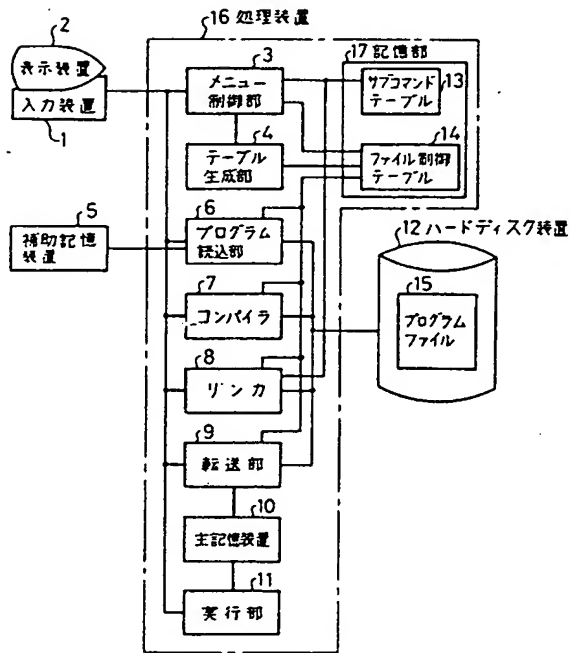 16 処理装置
2
表示装置
入力装置
1
3
メニュー
制御部
4
テーブル
生成部
17 記憶部
サブコマンド
テーブル
13
14
ファイル制御
テーブル
5
補助記憶
装置
6
プログラム
読込部
7
コンパイラ
8
リンカ
9
転送部
10
主記憶装置
11
実行部
12 ハードディスク装置
15
プログラム
ファイル